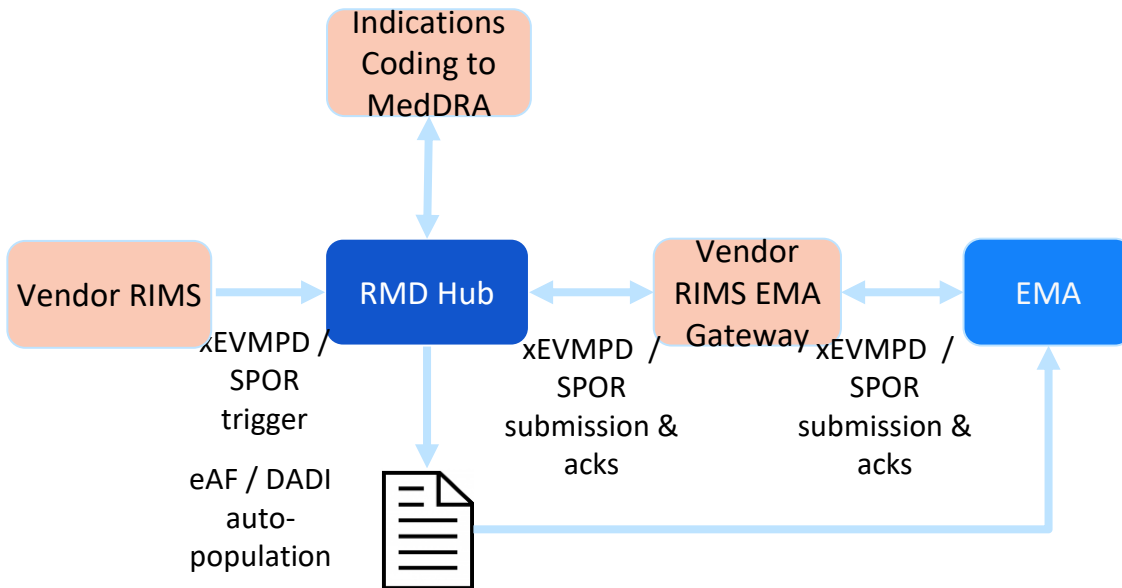 Indications
Coding to
MedDRA
Vendor RIMS
RMD Hub
Vendor
RIMS EMA
Gateway
EMA
xEVMPD /
SPOR
trigger
xEVMPD /
SPOR
submission &
acks
xEVMPD /
SPOR
submission &
acks
eAF / DADI
auto-
population